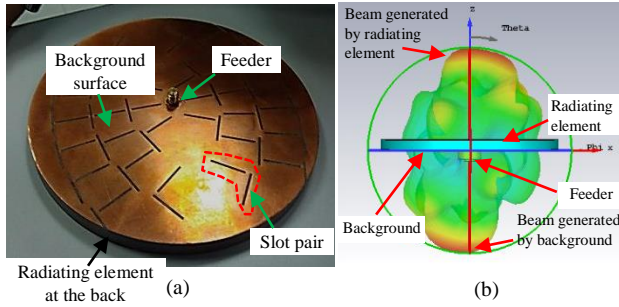 Background
surface
Feeder
Slot pair
Radiating element
at the back
(a)
Beam generated
by radiating
element
z
Theta
Radiating
element
Phi x
Feeder
Background
Beam generated
by background
(b)